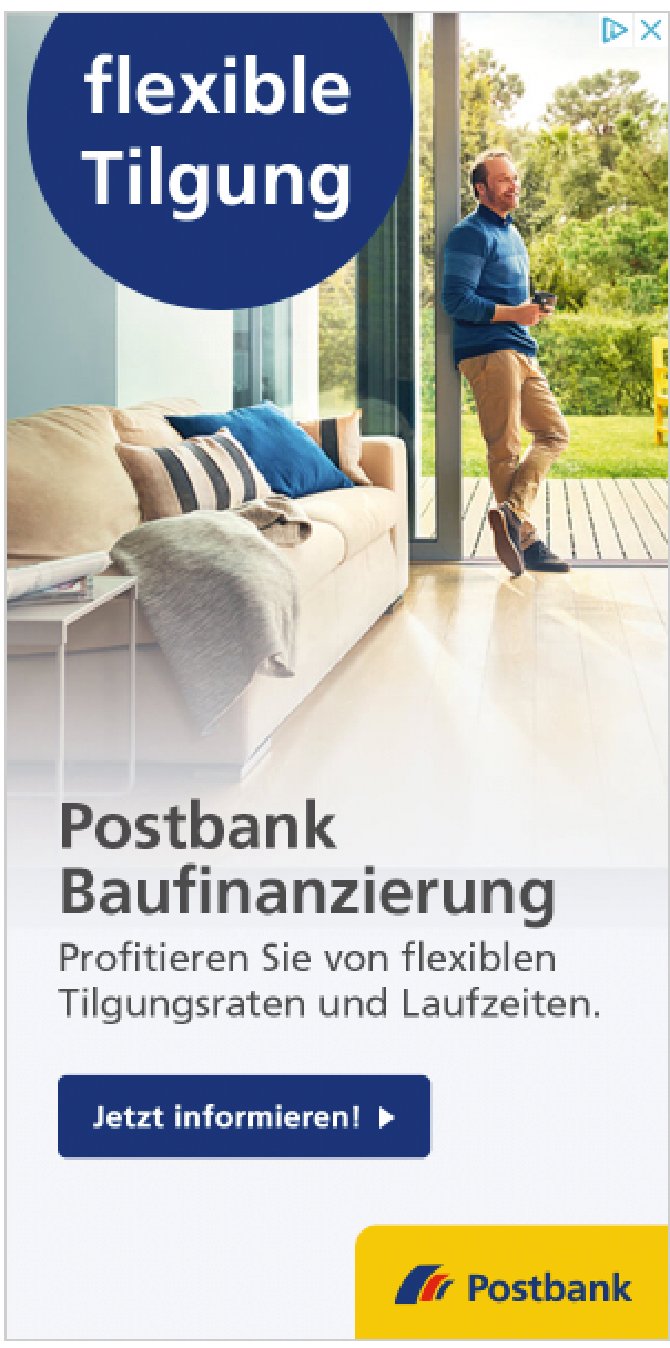 flexible
Tilgung
Postbank
Baufinanzierung
Profitieren Sie von flexiblen
Tilgungsraten und Laufzeiten.
Jetzt informieren!
Postbank